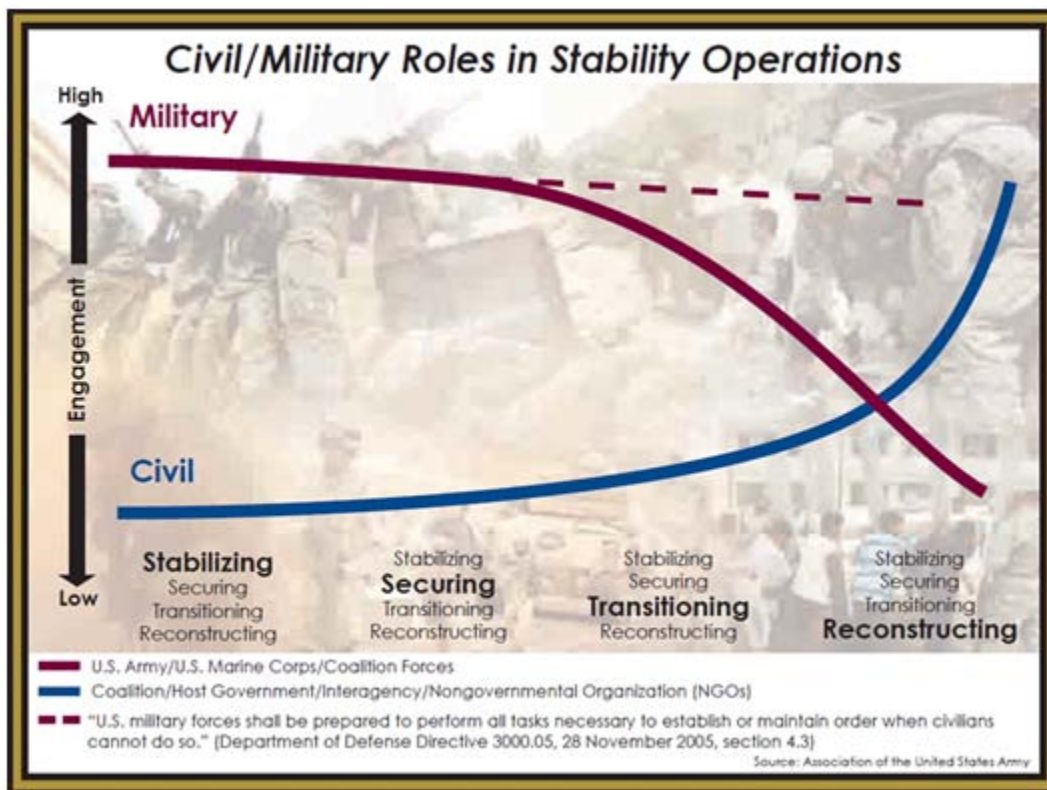 Civil/Military Roles in Stability Operations
High
Military
Engagement
Civil
Low
Stabilizing
Securing
Transitioning
Reconstructing
Stabilizing
Securing
Transitioning
Reconstructing
Stabilizing
Securing
Transitioning
Reconstructing
Stabilizing
Securing
Transitioning
Reconstructing
U.S. Army/U.S. Marine Corps/Coalition Forces
Coalition/Host Government/Interagency/Nongovernmental Organization (NGOs)
"U.S. military forces shall be prepared to perform all tasks necessary to establish or maintain order when civilians
cannot do so." (Department of Defense Directive 3000.05, 28 November 2005, section 4.3)
Source: Association of the United States Army